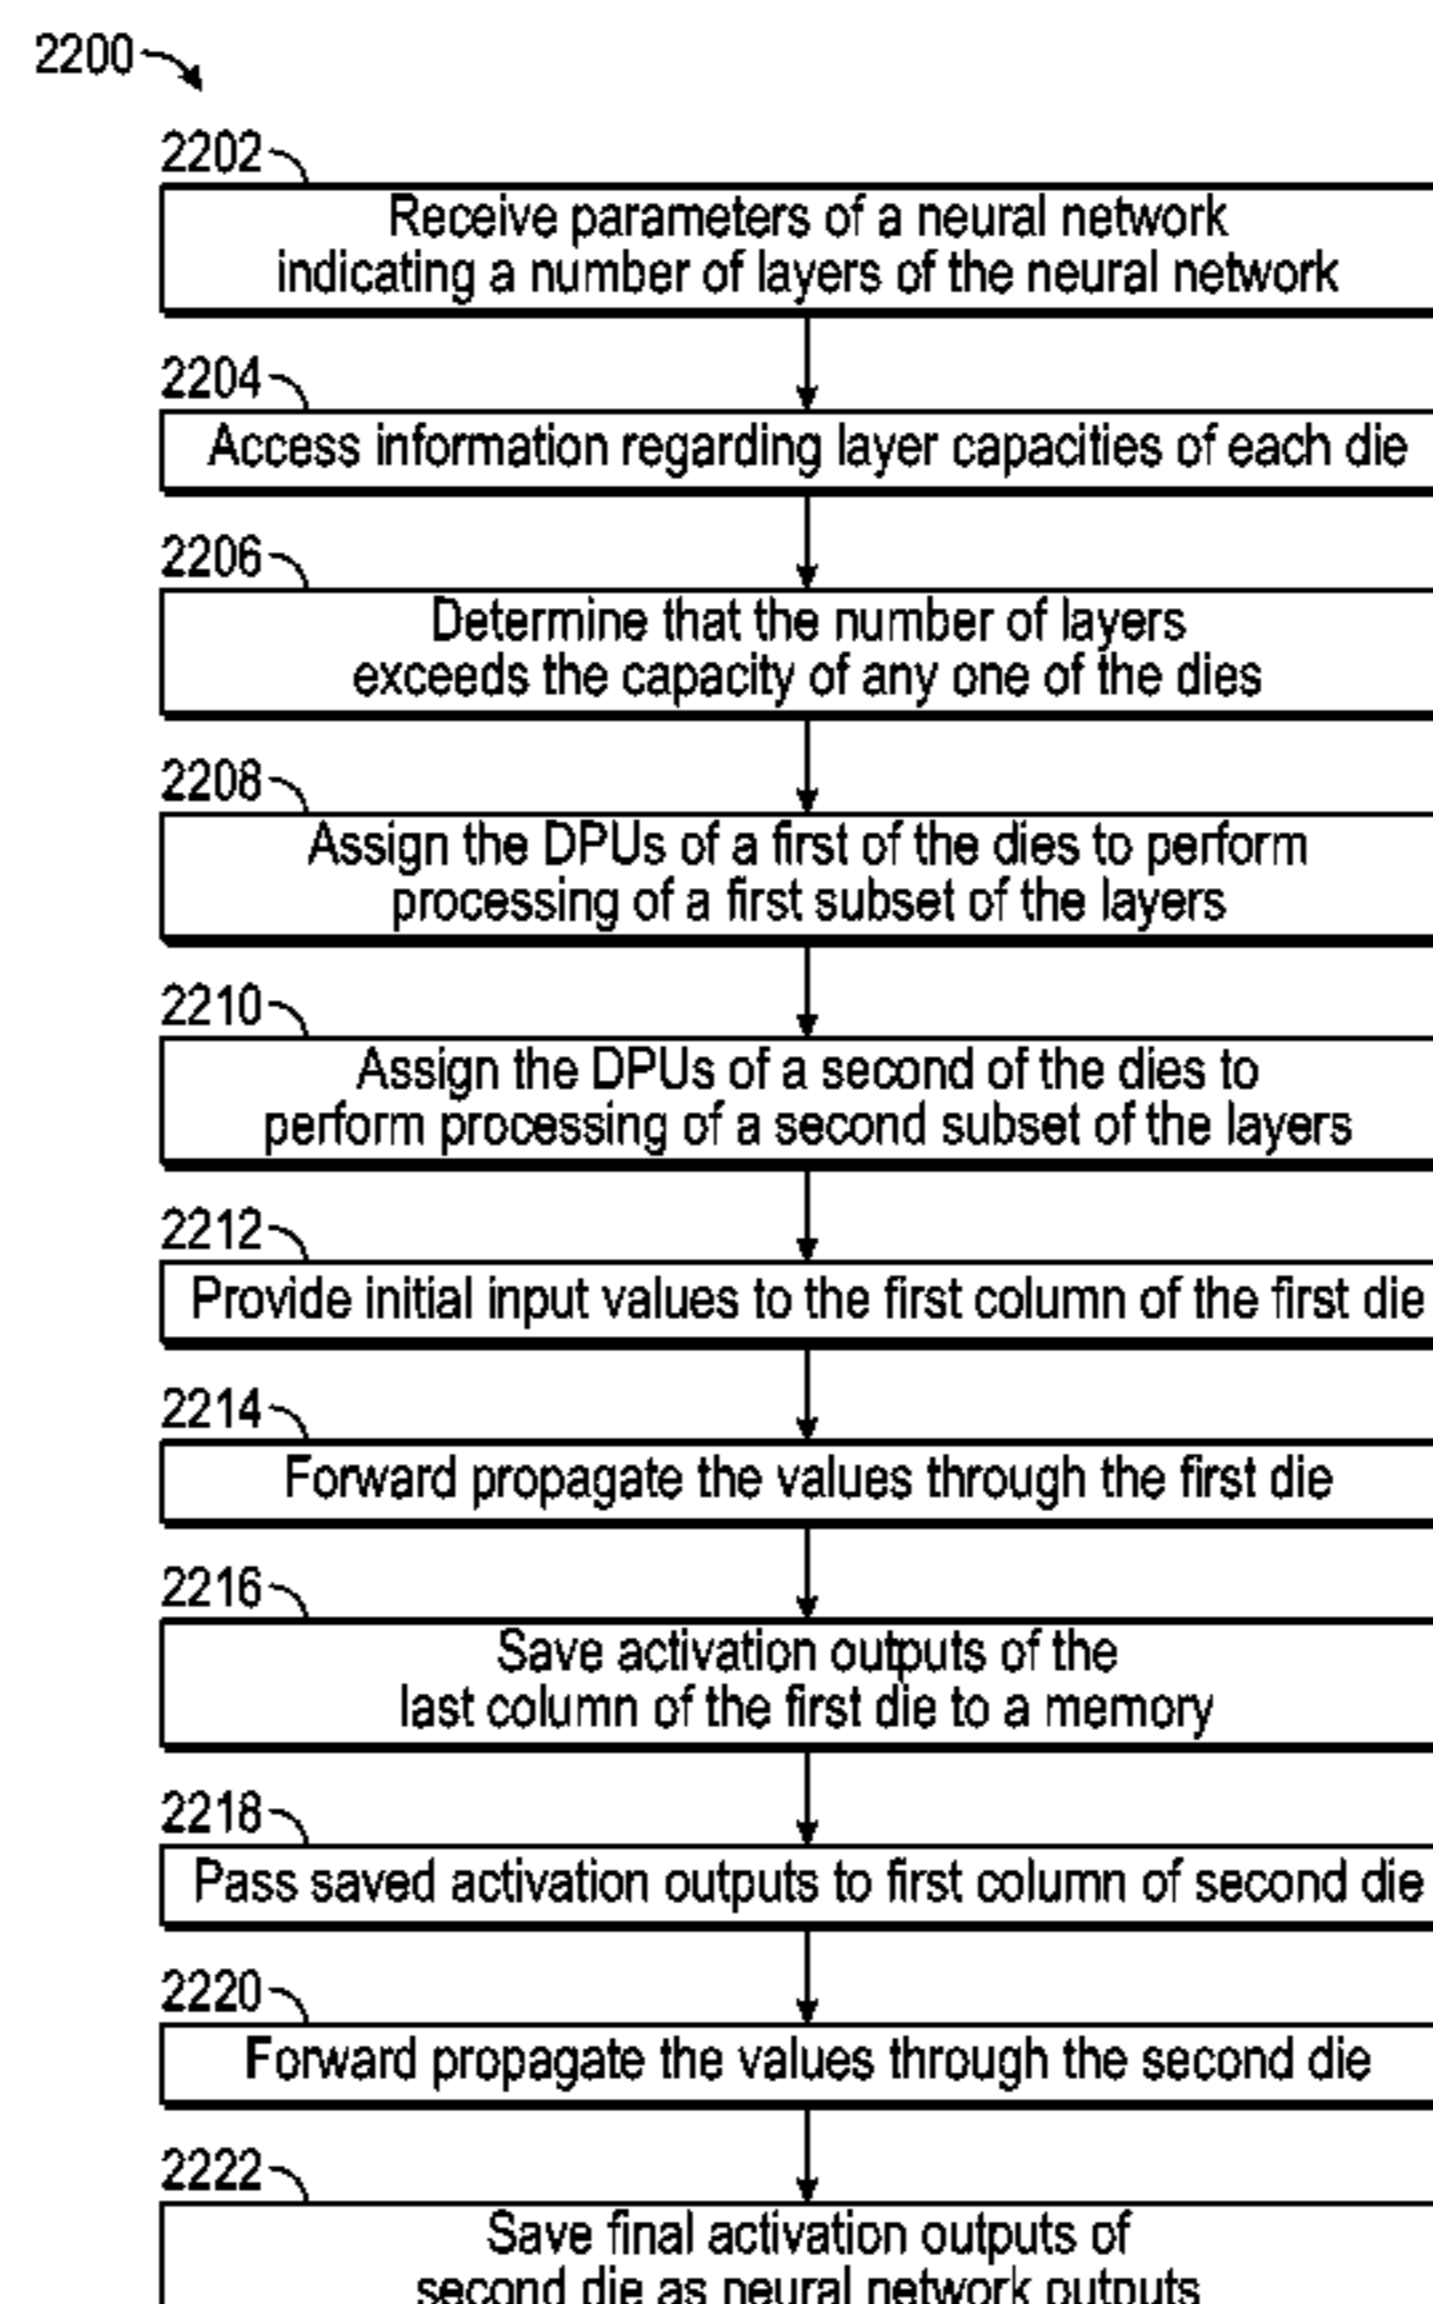 2200
2202
Receive parameters of a neural network
indicating a number of layers of the neural network
2204
Access information regarding layer capacities of each die
2206
Determine that the number of layers
exceeds the capacity of any one of the dies
2208
Assign the DPUs of a first of the dies to perform
processing of a first subset of the layers
2210
Assign the DPUs of a second of the dies to
perform processing of a second subset of the layers
2212
Provide initial input values to the first column of the first die
2214
Forward propagate the values through the first die
2216
Save activation outputs of the
last column of the first die to a memory
2218
Pass saved activation outputs to first column of second die
2220
Forward propagate the values through the second die
2222
Save final activation outputs of
second die as neural network outputs